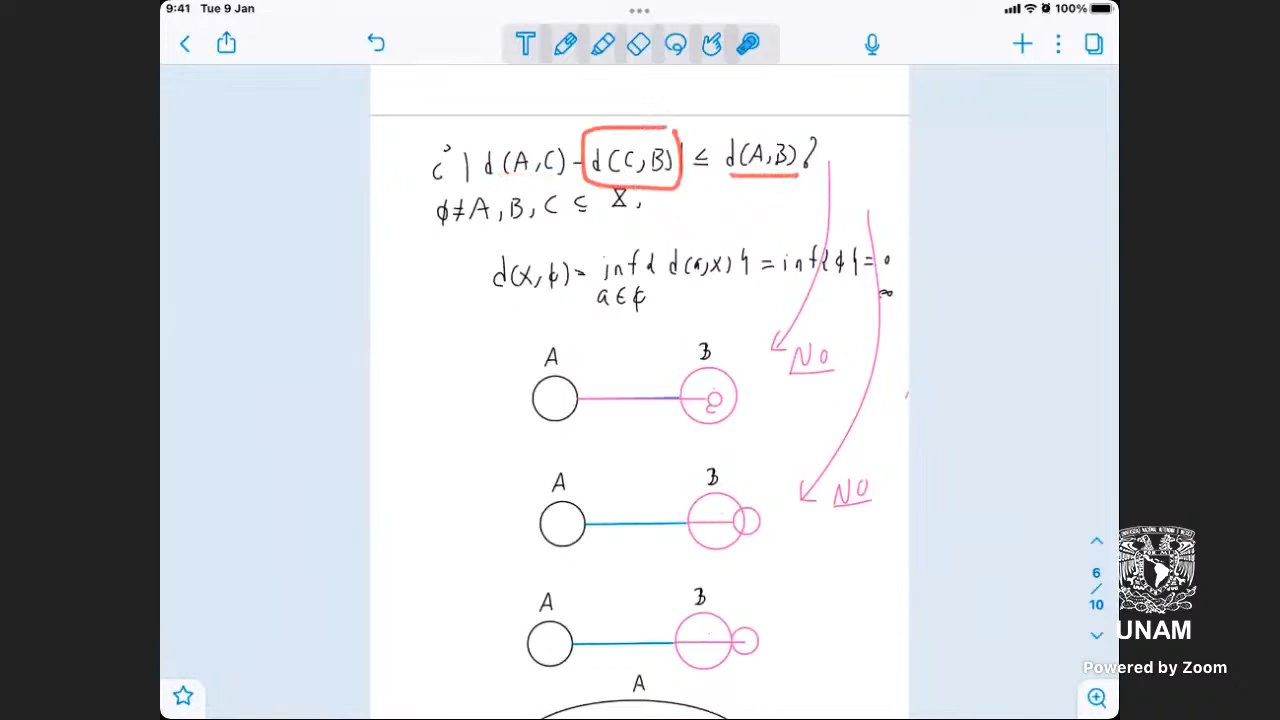 9:41 Tue 9 Jan
100%
¿ | d(A,C) - d(C,B) | ≤ d(A,B) ?
∅ ≠ A, B, C ⊆ X,
d(x,∅) = inf { d(a,x) } = inf { ∅ } = ∞
a ∈ ∅
A B
NO
C
A B
NO
A B
A
6
/
10
UNAM
Powered by Zoom